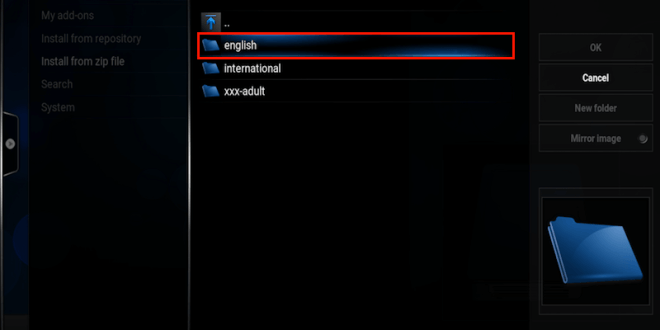 My add-ons
Install from repository
Install from zip file
Search
System
..
english
international
xxx-adult
OK
Cancel
New folder
Mirror image